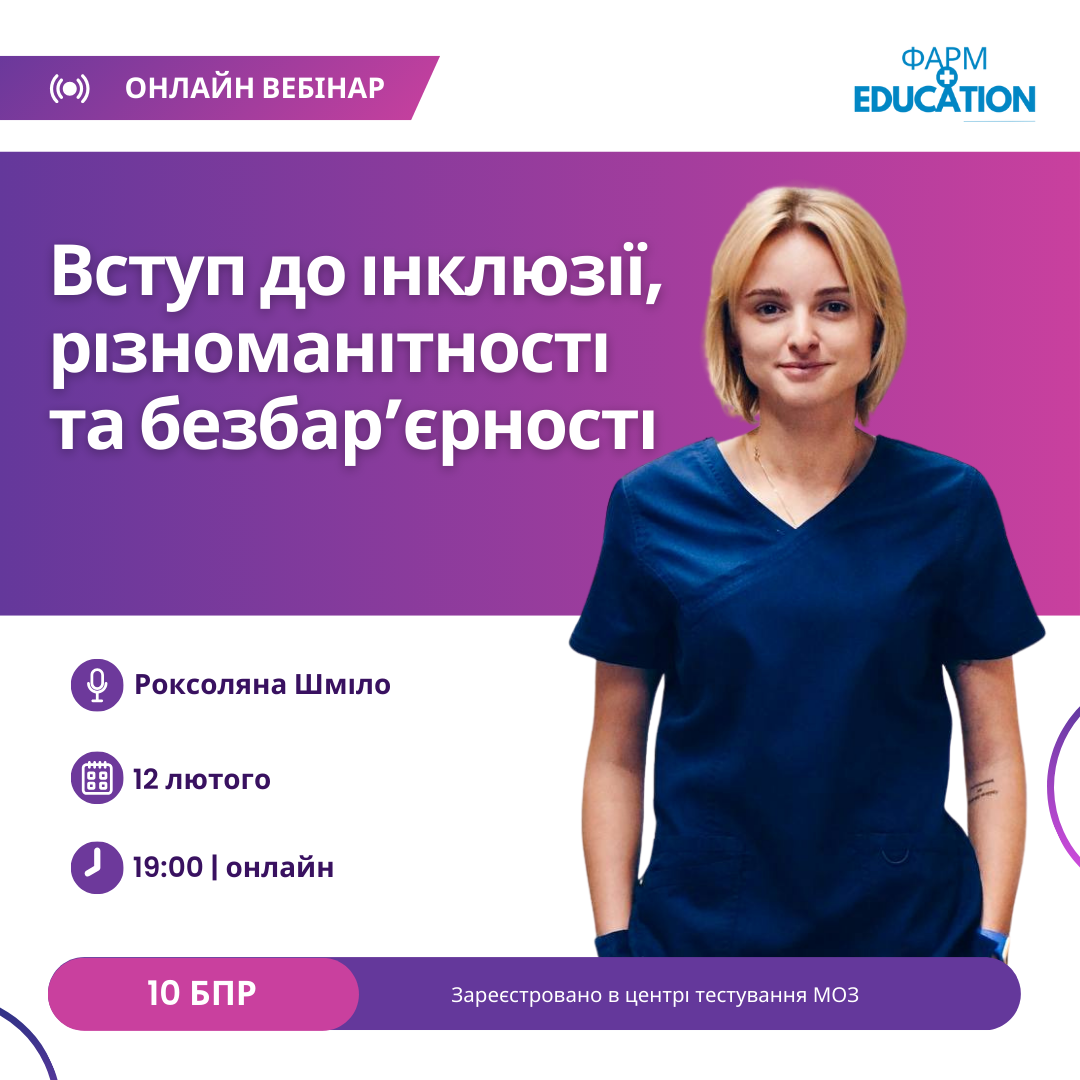 ОНЛАЙН ВЕБІНАР
ФАРМ
EDUCATION
Вступ до інклюзії,
різноманітності
та безбар’єрності
Роксоляна Шміло
12 лютого
19:00 | онлайн
10 БПР
Зареєстровано в центрі тестування МОЗ